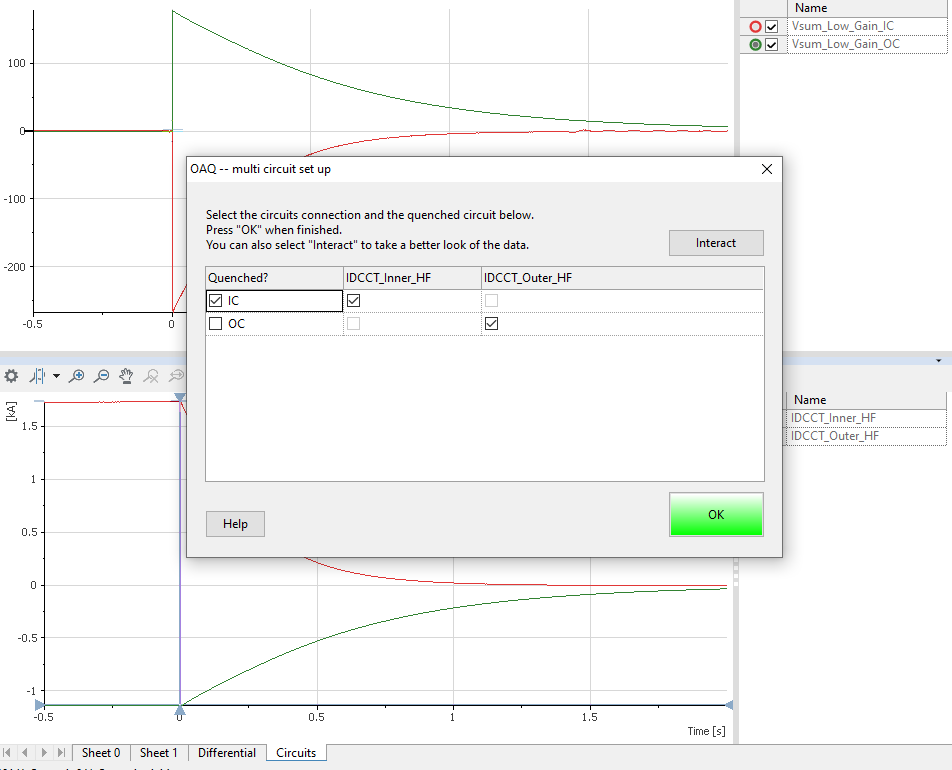 Name
Vsum_Low_Gain_IC
Vsum_Low_Gain_OC
100
0
-100
-200
-0.5
0
OAQ -- multi circuit set up
Select the circuits connection and the quenched circuit below.
Press "OK" when finished.
You can also select "Interact" to take a better look of the data.
Interact
Quenched? IDCCT_Inner_HF IDCCT_Outer_HF
IC
OC
Help
OK
Name
IDCCT_Inner_HF
IDCCT_Outer_HF
[kA]
1.5
1
0.5
0
-0.5
-1
-0.5 0 0.5 1 1.5
Time [s]
Sheet 0 Sheet 1 Differential Circuits